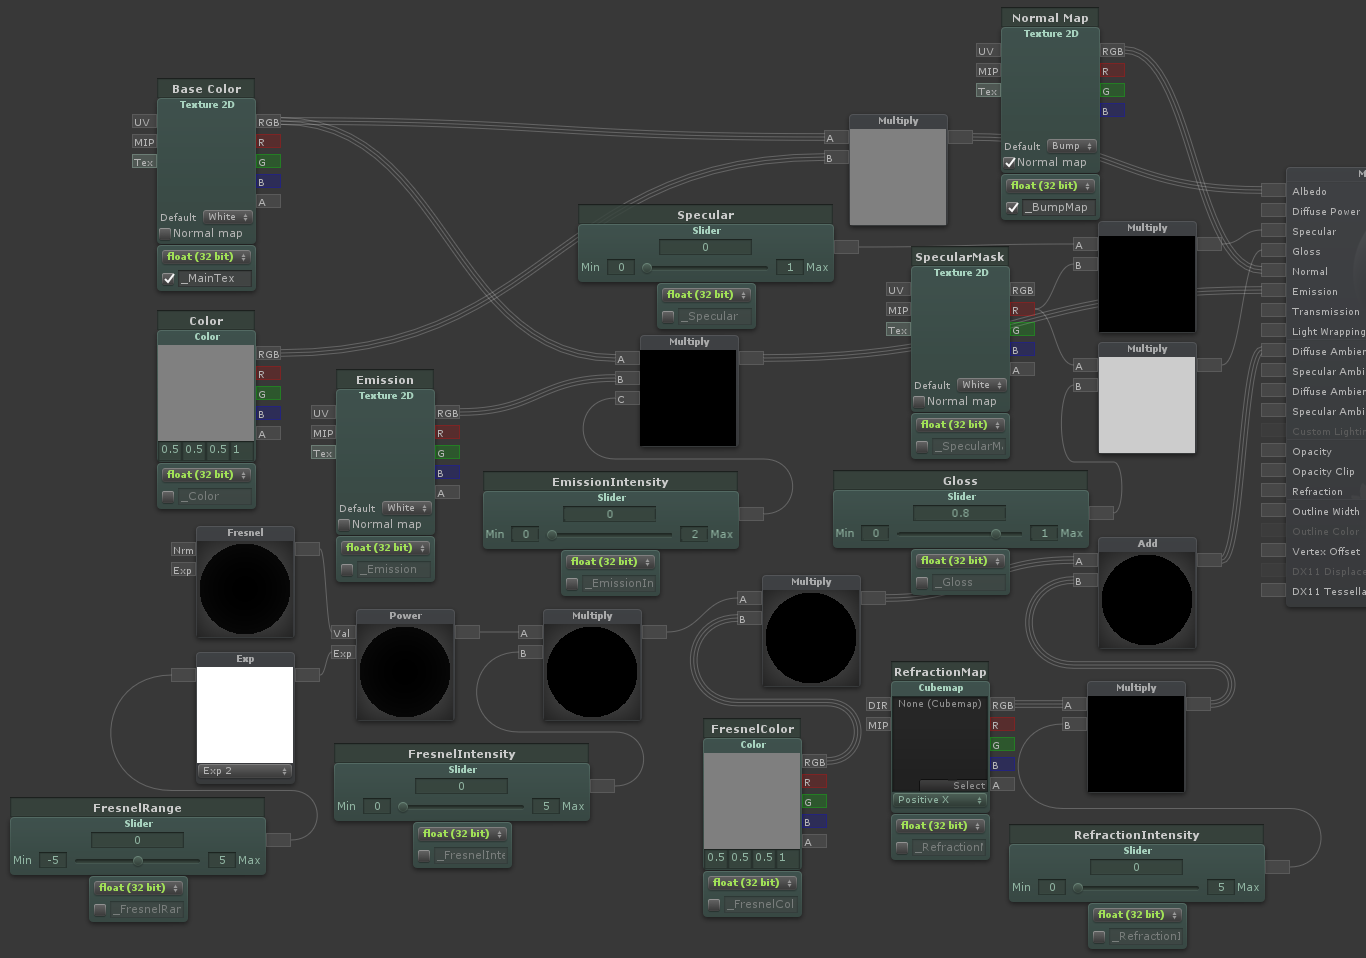 Normal Map
Texture 2D
UV
RGB
MIP
R
Tex
G
B
Default Bump
Normal map
float (32 bit)
_BumpMap
Base Color
Texture 2D
UV
RGB
MIP
R
Tex
G
B
A
Default White
Normal map
float (32 bit)
_MainTex
Multiply
A
B
Color
Color
RGB
R
G
B
A
0.5 0.5 0.5 1
float (32 bit)
_Color
Specular
Slider
0
Min 0 1 Max
float (32 bit)
_Specular
SpecularMask
Texture 2D
UV
RGB
MIP
R
Tex
G
B
A
Default White
Normal map
float (32 bit)
_SpecularM
Multiply
A
B
Multiply
A
B
Albedo
Diffuse Power
Specular
Gloss
Normal
Emission
Transmission
Light Wrapping
Diffuse Ambien
Specular Ambi
Diffuse Ambie
Specular Ambi
Custom Lightin
Opacity
Opacity Clip
Refraction
Outline Width
Outline Color
Vertex Offset
DX11 Displace
DX11 Tessella
Multiply
A
B
C
Emission
Texture 2D
UV
RGB
MIP
R
Tex
G
B
A
Default White
Normal map
float (32 bit)
_Emission
EmissionIntensity
Slider
0
Min 0 2 Max
float (32 bit)
_EmissionIn
Gloss
Slider
0.8
Min 0 1 Max
float (32 bit)
_Gloss
Fresnel
Nrm
Exp
Exp
Exp 2
Power
Val
Exp
Multiply
A
B
Multiply
A
B
Add
A
B
FresnelRange
Slider
0
Min -5 5 Max
float (32 bit)
_FresnelRar
FresnelIntensity
Slider
0
Min 0 5 Max
float (32 bit)
_FresnelInte
FresnelColor
Color
RGB
R
G
B
A
0.5 0.5 0.5 1
float (32 bit)
_FresnelCol
RefractionMap
Cubemap
DIR
None (Cubemap)
RGB
MIP
R
G
B
A
Select
Positive X
float (32 bit)
_Refraction
Multiply
A
B
RefractionIntensity
Slider
0
Min 0 5 Max
float (32 bit)
_Refraction